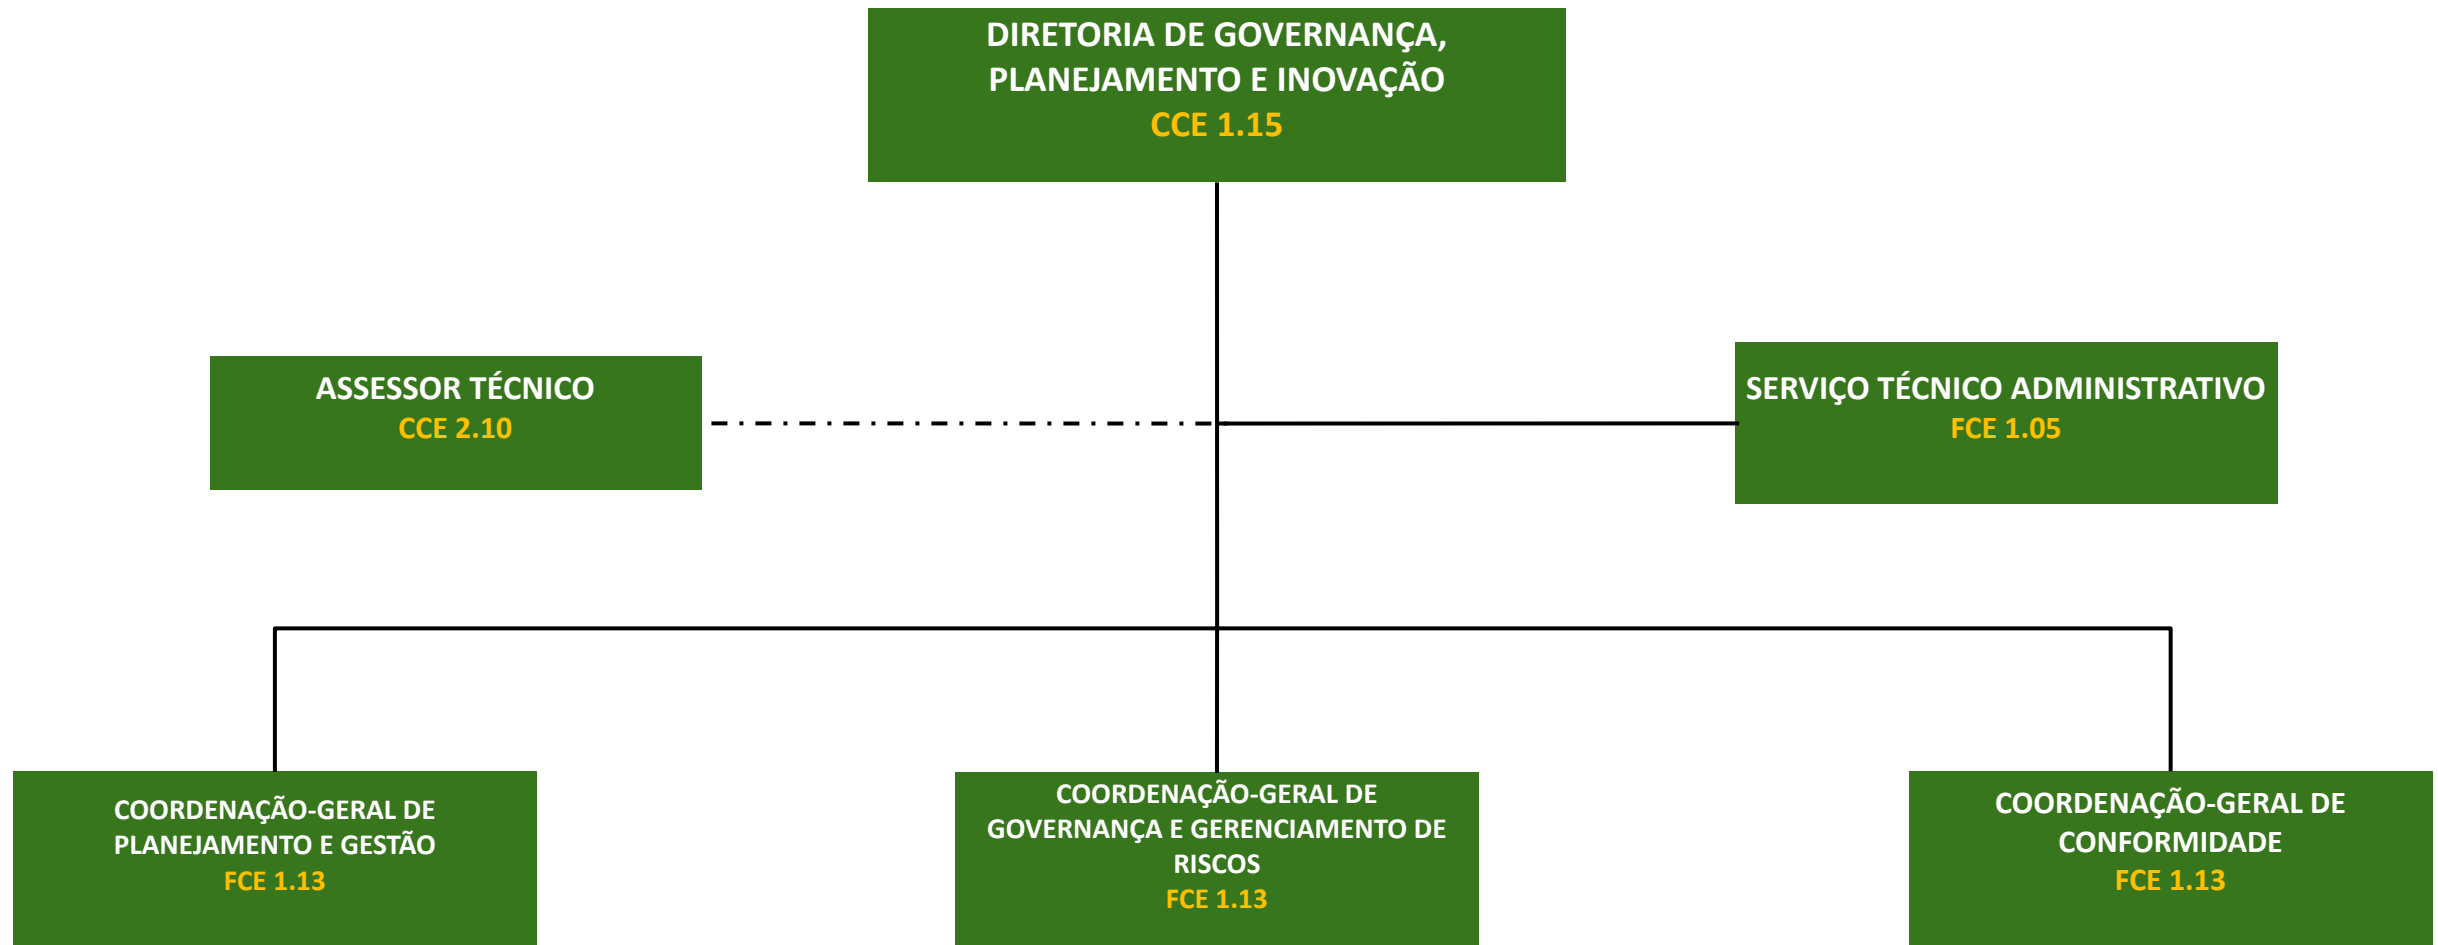 DIRETORIA DE GOVERNANÇA,
PLANEJAMENTO E INOVAÇÃO
CCE 1.15
ASSESSOR TÉCNICO
CCE 2.10
SERVIÇO TÉCNICO ADMINISTRATIVO
FCE 1.05
COORDENAÇÃO-GERAL DE
PLANEJAMENTO E GESTÃO
FCE 1.13
COORDENAÇÃO-GERAL DE
GOVERNANÇA E GERENCIAMENTO DE
RISCOS
FCE 1.13
COORDENAÇÃO-GERAL DE
CONFORMIDADE
FCE 1.13